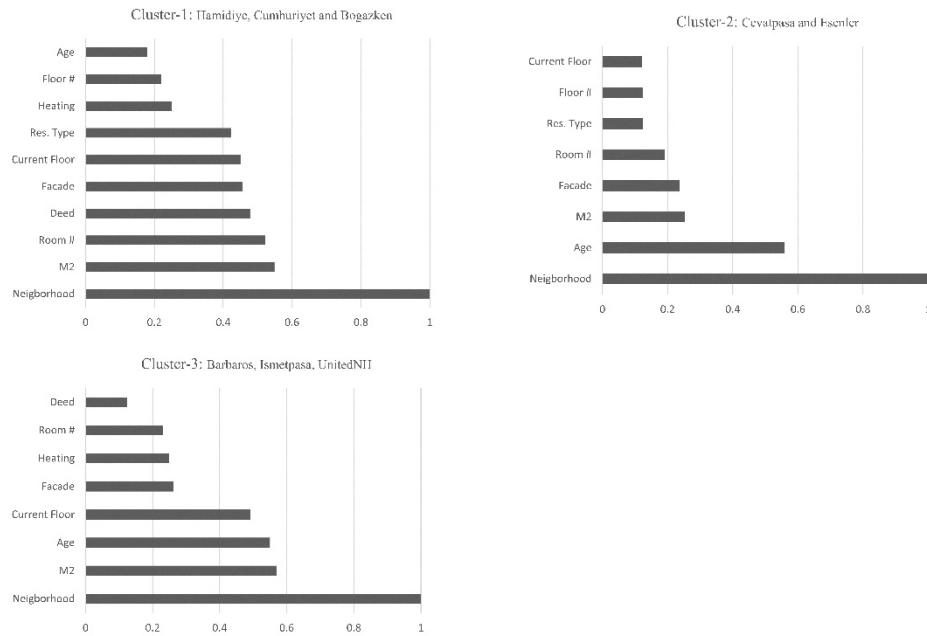 Cluster-1: Hamidiye, Cumhuriyet and Bogazken
Age
Floor #
Heating
Res. Type
Current Floor
Facade
Deed
Room #
M2
Neigborhood
0 0.2 0.4 0.6 0.8 1
Cluster-2: Cevatpasa and Esenler
Current Floor
Floor #
Res. Type
Room #
Facade
M2
Age
Neighborhood
0 0.2 0.4 0.6 0.8
Cluster-3: Barbaros, Ismetpasa, UnitedNH
Deed
Room #
Heating
Facade
Current Floor
Age
M2
Neigborhood
0 0.2 0.4 0.6 0.8 1